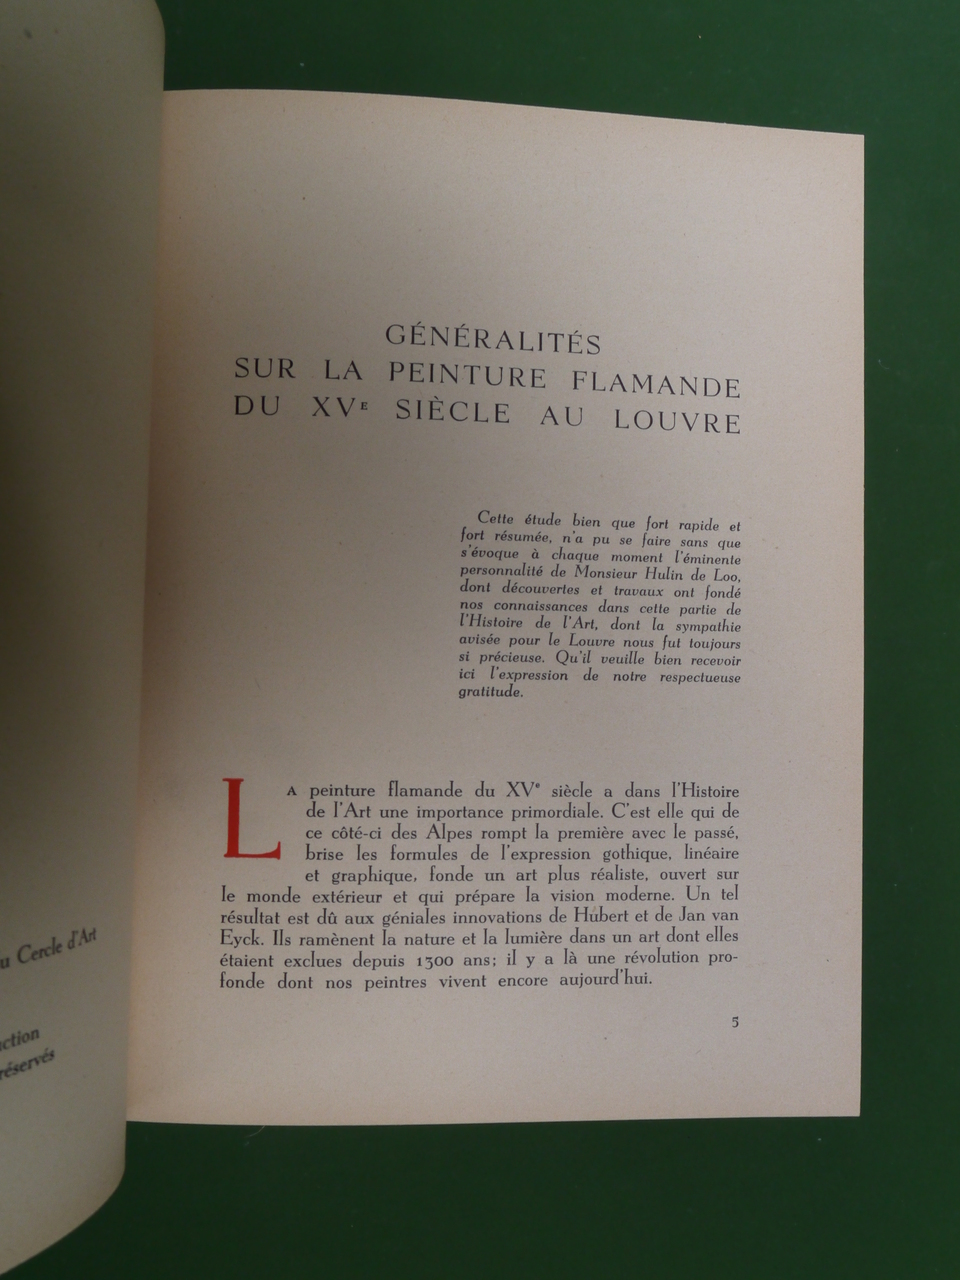 u Cercle d'Art
ction
réservés
GÉNÉRALITÉS
SUR LA PEINTURE FLAMANDE
DU XVE SIÈCLE AU LOUVRE
Cette étude bien que fort rapide et
fort résumée, n'a pu se faire sans que
s'évoque à chaque moment l'éminente
personnalité de Monsieur Hulin de Loo,
dont découvertes et travaux ont fondé
nos connaissances dans cette partie de
l'Histoire de l'Art, dont la sympathie
avisée pour le Louvre nous fut toujours
si précieuse. Qu'il veuille bien recevoir
ici l'expression de notre respectueuse
gratitude.
LA peinture flamande du XVe siècle a dans l'Histoire
de l'Art une importance primordiale. C'est elle qui de
ce côté-ci des Alpes rompt la première avec le passé,
brise les formules de l'expression gothique, linéaire
et graphique, fonde un art plus réaliste, ouvert sur
le monde extérieur et qui prépare la vision moderne. Un tel
résultat est dû aux géniales innovations de Hubert et de Jan van
Eyck. Ils ramènent la nature et la lumière dans un art dont elles
étaient exclues depuis 1300 ans; il y a là une révolution pro-
fonde dont nos peintres vivent encore aujourd'hui.
5